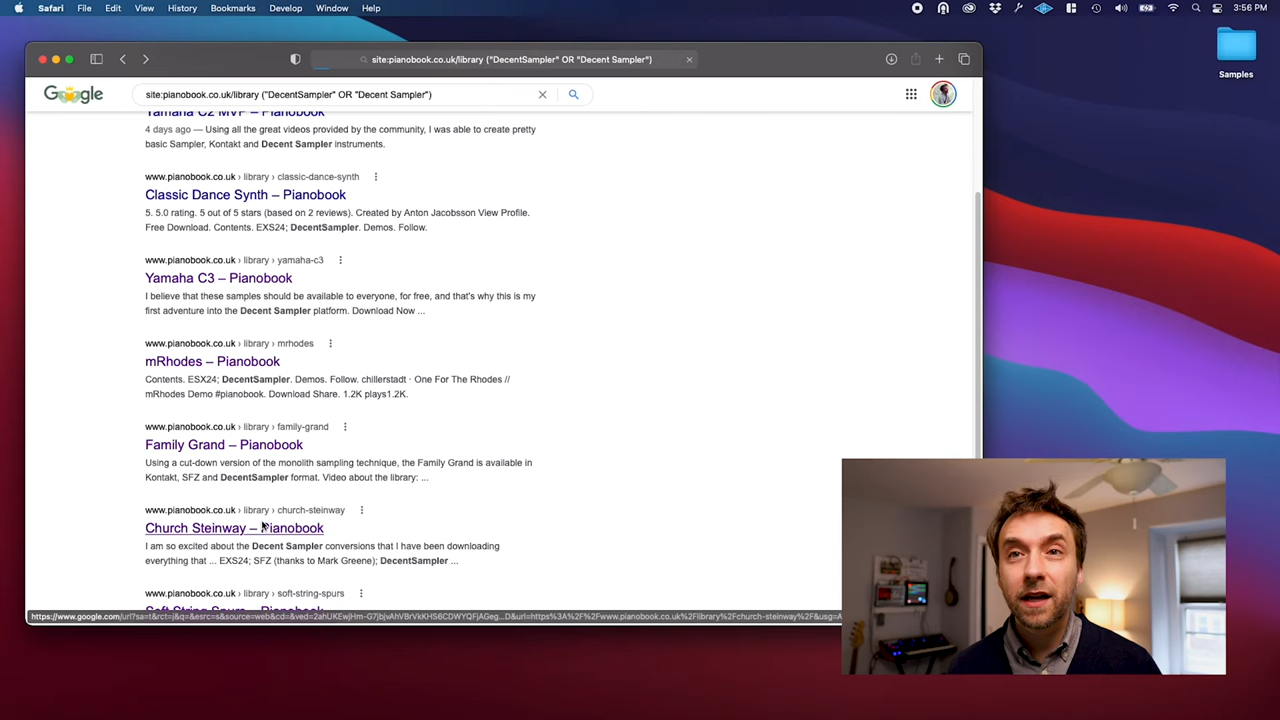 Safari File Edit View History Bookmarks Develop Window Help
3:56 PM
site:pianobook.co.uk/library ("DecentSampler" OR "Decent Sampler")
Samples
Google
site:pianobook.co.uk/library ("DecentSampler" OR "Decent Sampler")
Yamaha C2 MVP – Pianobook
4 days ago — Using all the great videos provided by the community, I was able to create pretty
basic Sampler, Kontakt and Decent Sampler instruments.
www.pianobook.co.uk › library › classic-dance-synth
Classic Dance Synth – Pianobook
5. 5.0 rating. 5 out of 5 stars (based on 2 reviews). Created by Anton Jacobsson View Profile.
Free Download. Contents. EXS24; DecentSampler. Demos. Follow.
www.pianobook.co.uk › library › yamaha-c3
Yamaha C3 – Pianobook
I believe that these samples should be available to everyone, for free, and that's why this is my
first adventure into the Decent Sampler platform. Download Now ...
www.pianobook.co.uk › library › mrhodes
mRhodes – Pianobook
Contents. ESX24; DecentSampler. Demos. Follow. chillerstadt · One For The Rhodes //
mRhodes Demo #pianobook. Download Share. 1.2K plays1.2K.
www.pianobook.co.uk › library › family-grand
Family Grand – Pianobook
Using a cut-down version of the monolith sampling technique, the Family Grand is available in
Kontakt, SFZ and DecentSampler format. Video about the library: ...
www.pianobook.co.uk › library › church-steinway
Church Steinway – Pianobook
I am so excited about the Decent Sampler conversions that I have been downloading
everything that ... EXS24; SFZ (thanks to Mark Greene); DecentSampler ...
www.pianobook.co.uk › library › soft-string-spurs
Soft String Spurs – Pianobook